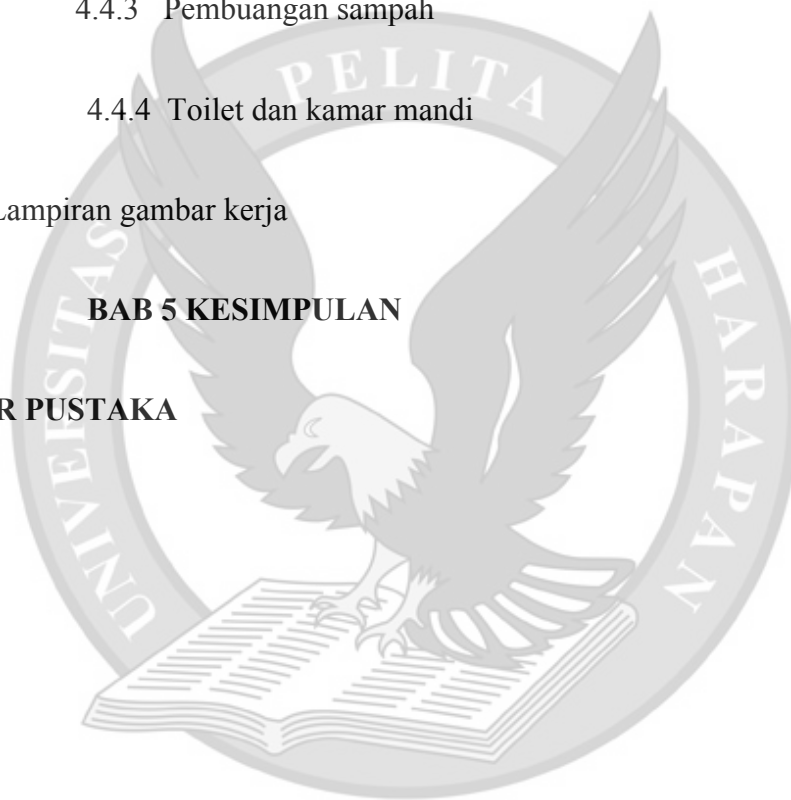 4.4.3 Pembuangan sampah
PELITA
4.4.4 Toilet dan kamar mandi
Lampiran gambar kerja
UNIVERSITAS
HARAPAN
BAB 5 KESIMPULAN
R PUSTAKA